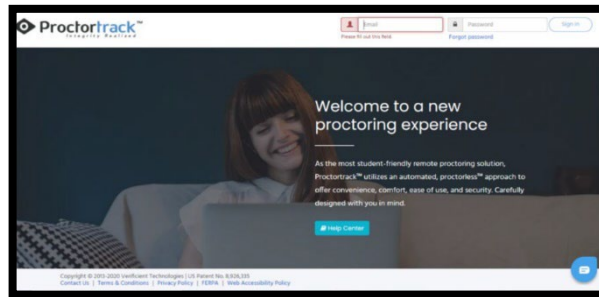 Proctortrack™
Integrity Realized
Email
Password
Sign In
Please fill out this field
Forgot password
Welcome to a new
proctoring experience
As the most student-friendly remote proctoring solution,
Proctortrack™ utilizes an automated, proctorless™ approach to
offer convenience, comfort, ease of use, and security. Carefully
designed with you in mind.
Help Center
Copyright © 2013-2020 Verificient Technologies | US Patent No. 8,926,335
Contact Us | Terms & Conditions | Privacy Policy | FERPA | Web Accessibility Policy